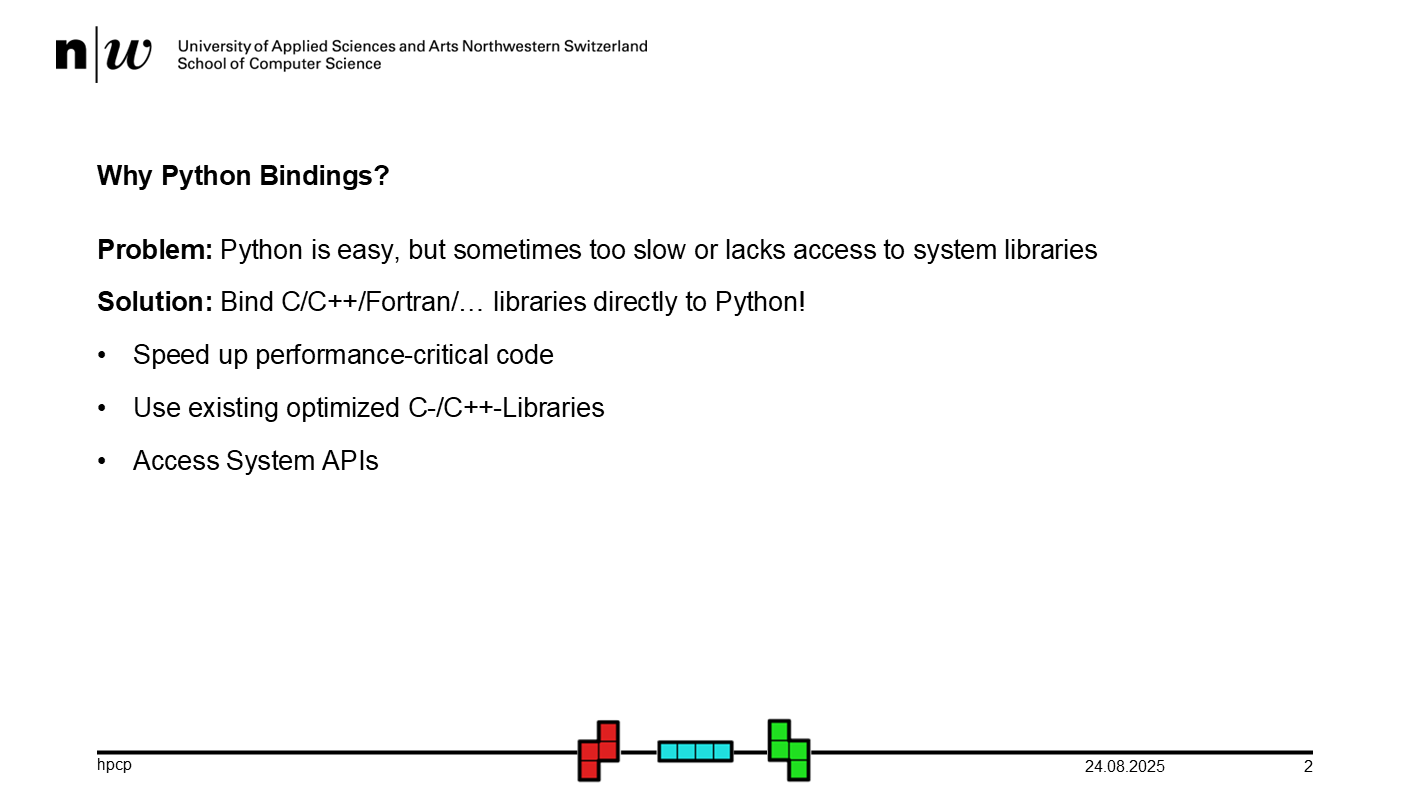 n|w University of Applied Sciences and Arts Northwestern Switzerland
School of Computer Science
Why Python Bindings?
Problem: Python is easy, but sometimes too slow or lacks access to system libraries
Solution: Bind C/C++/Fortran/… libraries directly to Python!
• Speed up performance-critical code
• Use existing optimized C-/C++-Libraries
• Access System APIs
hpcp 24.08.2025 2